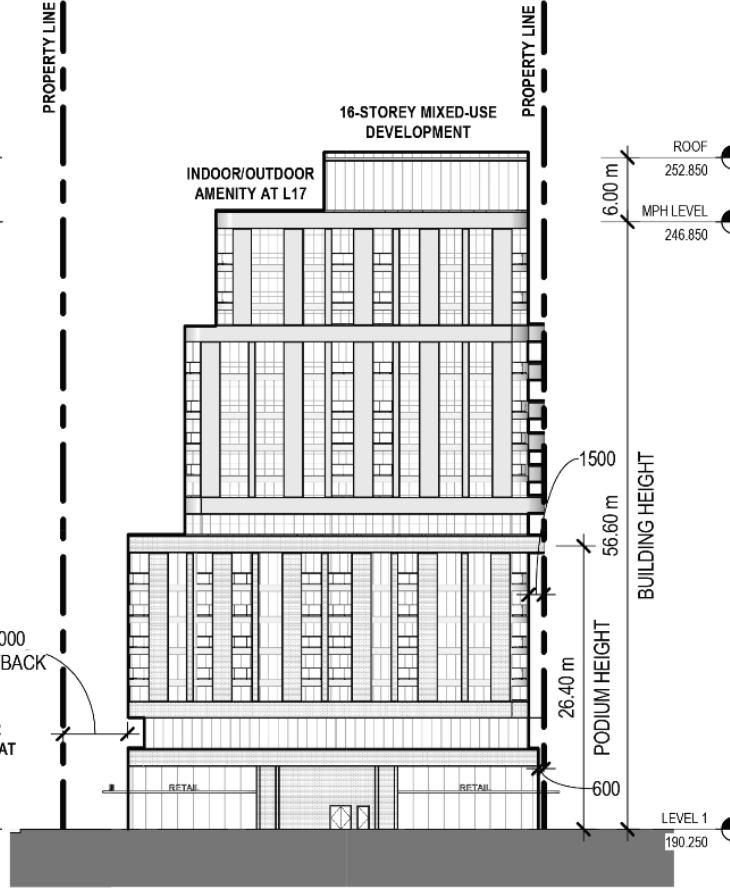 PROPERTY LINE
PROPERTY LINE
16-STOREY MIXED-USE
DEVELOPMENT
INDOOR/OUTDOOR
AMENITY AT L17
ROOF
252.850
6.00 m
MPH LEVEL
246.850
1500
56.60 m
BUILDING HEIGHT
000
BACK
26.40 m
PODIUM HEIGHT
AT
600
RETAIL
RETAIL
LEVEL 1
190.250